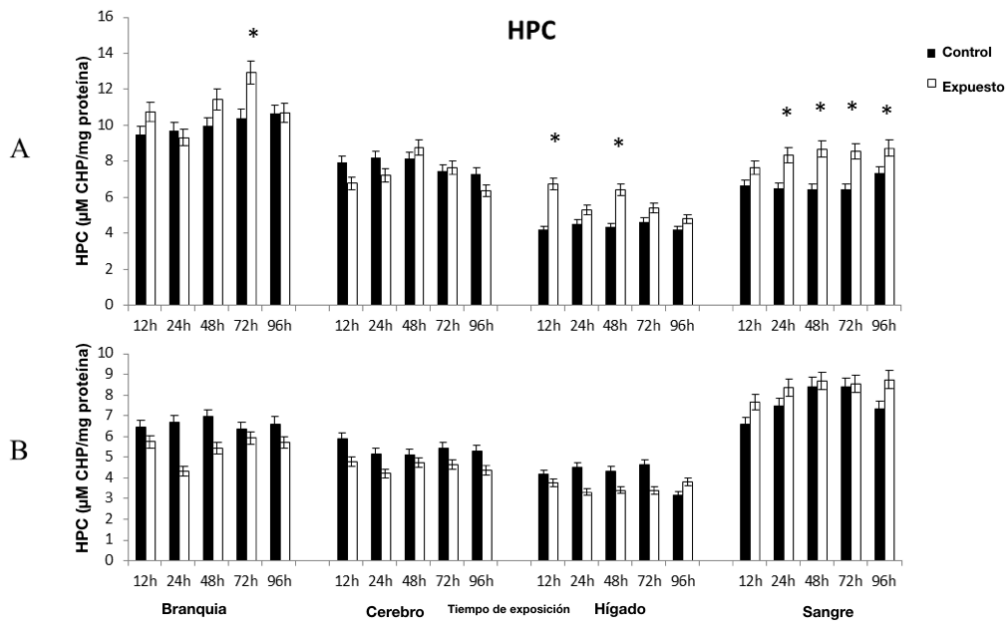 HPC
Control
Expuesto
A
HPC (µM CHP/mg proteína)
16
14
12
10
8
6
4
2
0
*
* *
* * * *
12h 24h 48h 72h 96h 12h 24h 48h 72h 96h 12h 24h 48h 72h 96h 12h 24h 48h 72h 96h
B
HPC (µM CHP/mg proteína)
10
9
8
7
6
5
4
3
2
1
0
12h 24h 48h 72h 96h 12h 24h 48h 72h 96h 12h 24h 48h 72h 96h 12h 24h 48h 72h 96h
Branquia Cerebro Tiempo de exposición Hígado Sangre